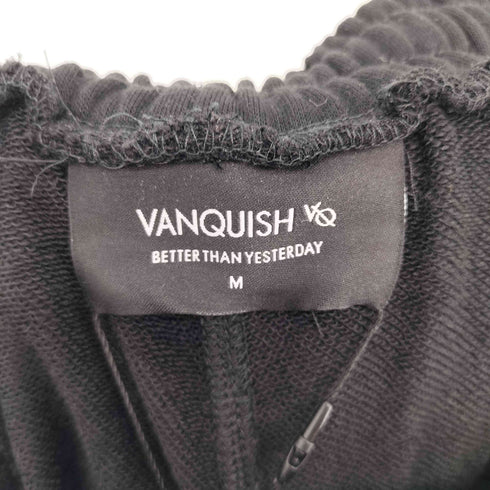 VANQUISH VQ
BETTER THAN YESTERDAY
M